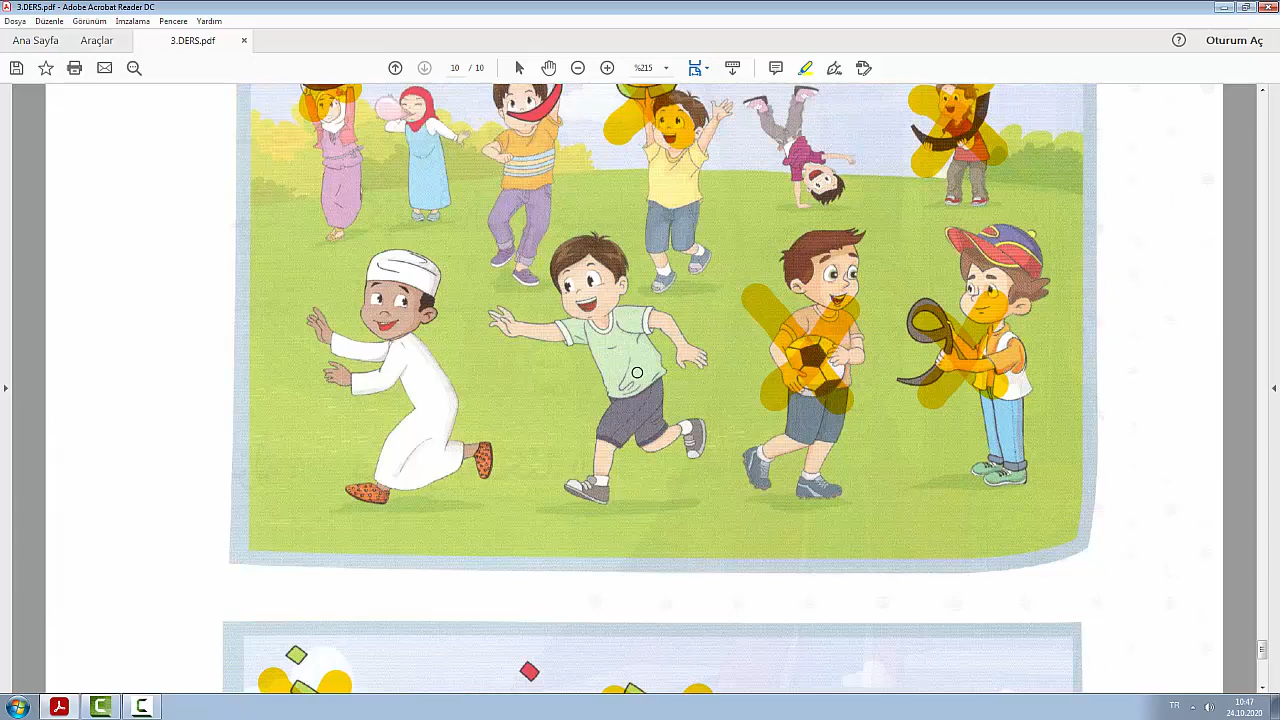 3.DERS.pdf - Adobe Acrobat Reader DC
Dosya Düzenle Görünüm İmzalama Pencere Yardım
Ana Sayfa Araçlar 3.DERS.pdf × Oturum Aç
10 / 10 %215
TR 10:47
24.10.2020